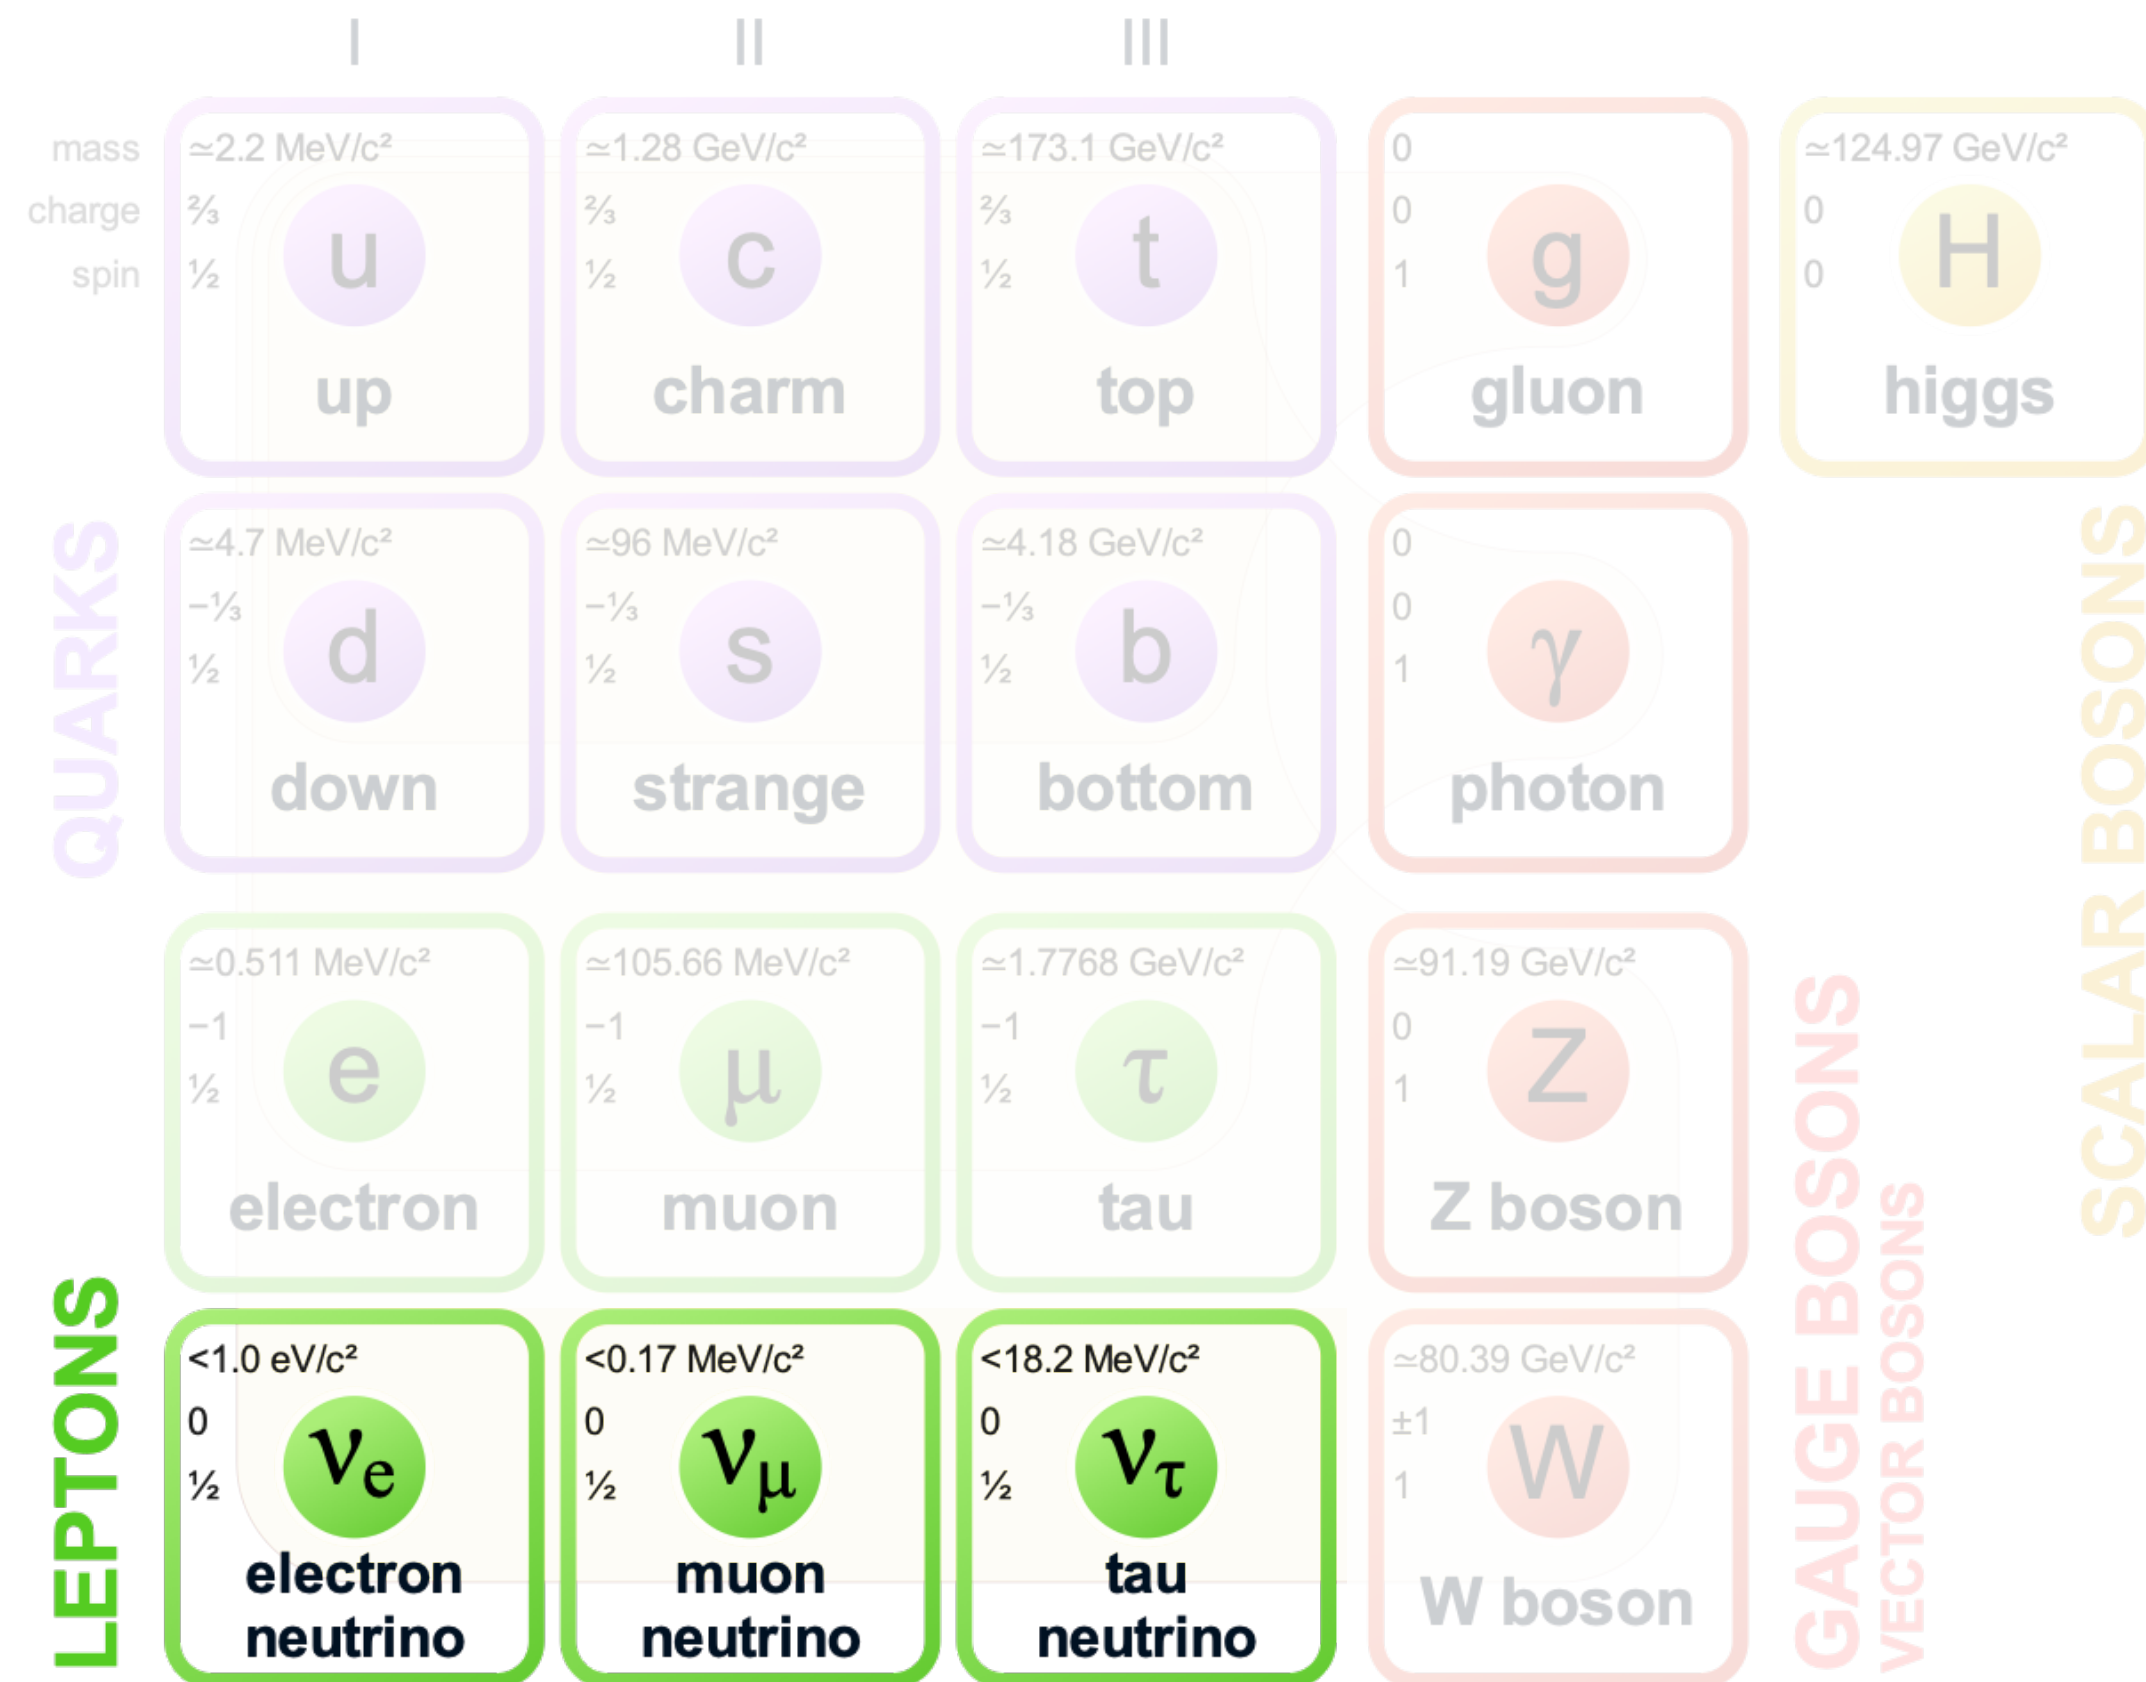 I II III
mass
charge
spin
≃2.2 MeV/c²
⅔
½
u
up
≃1.28 GeV/c²
⅔
½
c
charm
≃173.1 GeV/c²
⅔
½
t
top
0
0
1
g
gluon
≃124.97 GeV/c²
0
0
H
higgs
QUARKS
≃4.7 MeV/c²
−⅓
½
d
down
≃96 MeV/c²
−⅓
½
s
strange
≃4.18 GeV/c²
−⅓
½
b
bottom
0
0
1
γ
photon
SCALAR BOSONS
≃0.511 MeV/c²
−1
½
e
electron
≃105.66 MeV/c²
−1
½
μ
muon
≃1.7768 GeV/c²
−1
½
τ
tau
≃91.19 GeV/c²
0
1
Z
Z boson
LEPTONS
<1.0 eV/c²
0
½
νe
electron
neutrino
<0.17 MeV/c²
0
½
νμ
muon
neutrino
<18.2 MeV/c²
0
½
ντ
tau
neutrino
≃80.39 GeV/c²
±1
1
W
W boson
GAUGE BOSONS
VECTOR BOSONS